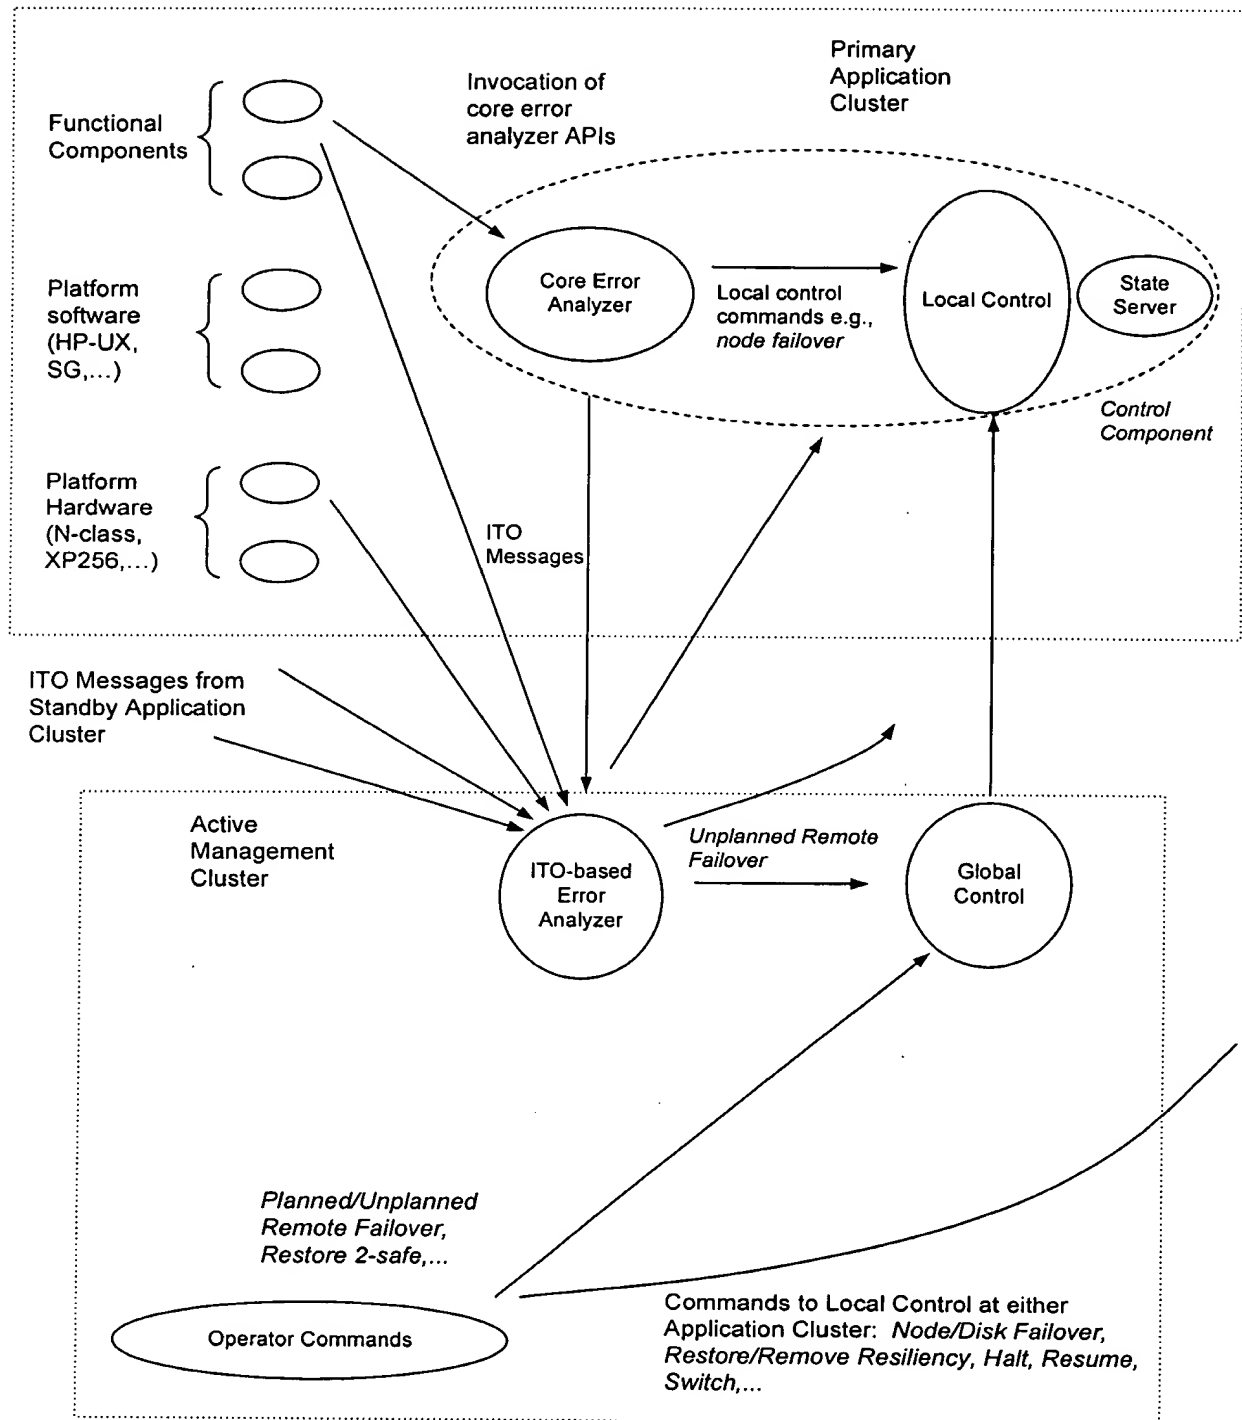 Primary
Application
Cluster
Invocation of
core error
analyzer APIs
Functional
Components
Core Error
Analyzer
Local control
commands e.g.,
node failover
Local Control
State
Server
Platform
software
(HP-UX,
SG,...)
Control
Component
Platform
Hardware
(N-class,
XP256,...)
ITO
Messages
ITO Messages from
Standby Application
Cluster
Active
Management
Cluster
ITO-based
Error
Analyzer
Unplanned Remote
Failover
Global
Control
Planned/Unplanned
Remote Failover,
Restore 2-safe,...
Operator Commands
Commands to Local Control at either
Application Cluster: Node/Disk Failover,
Restore/Remove Resiliency, Halt, Resume,
Switch,...